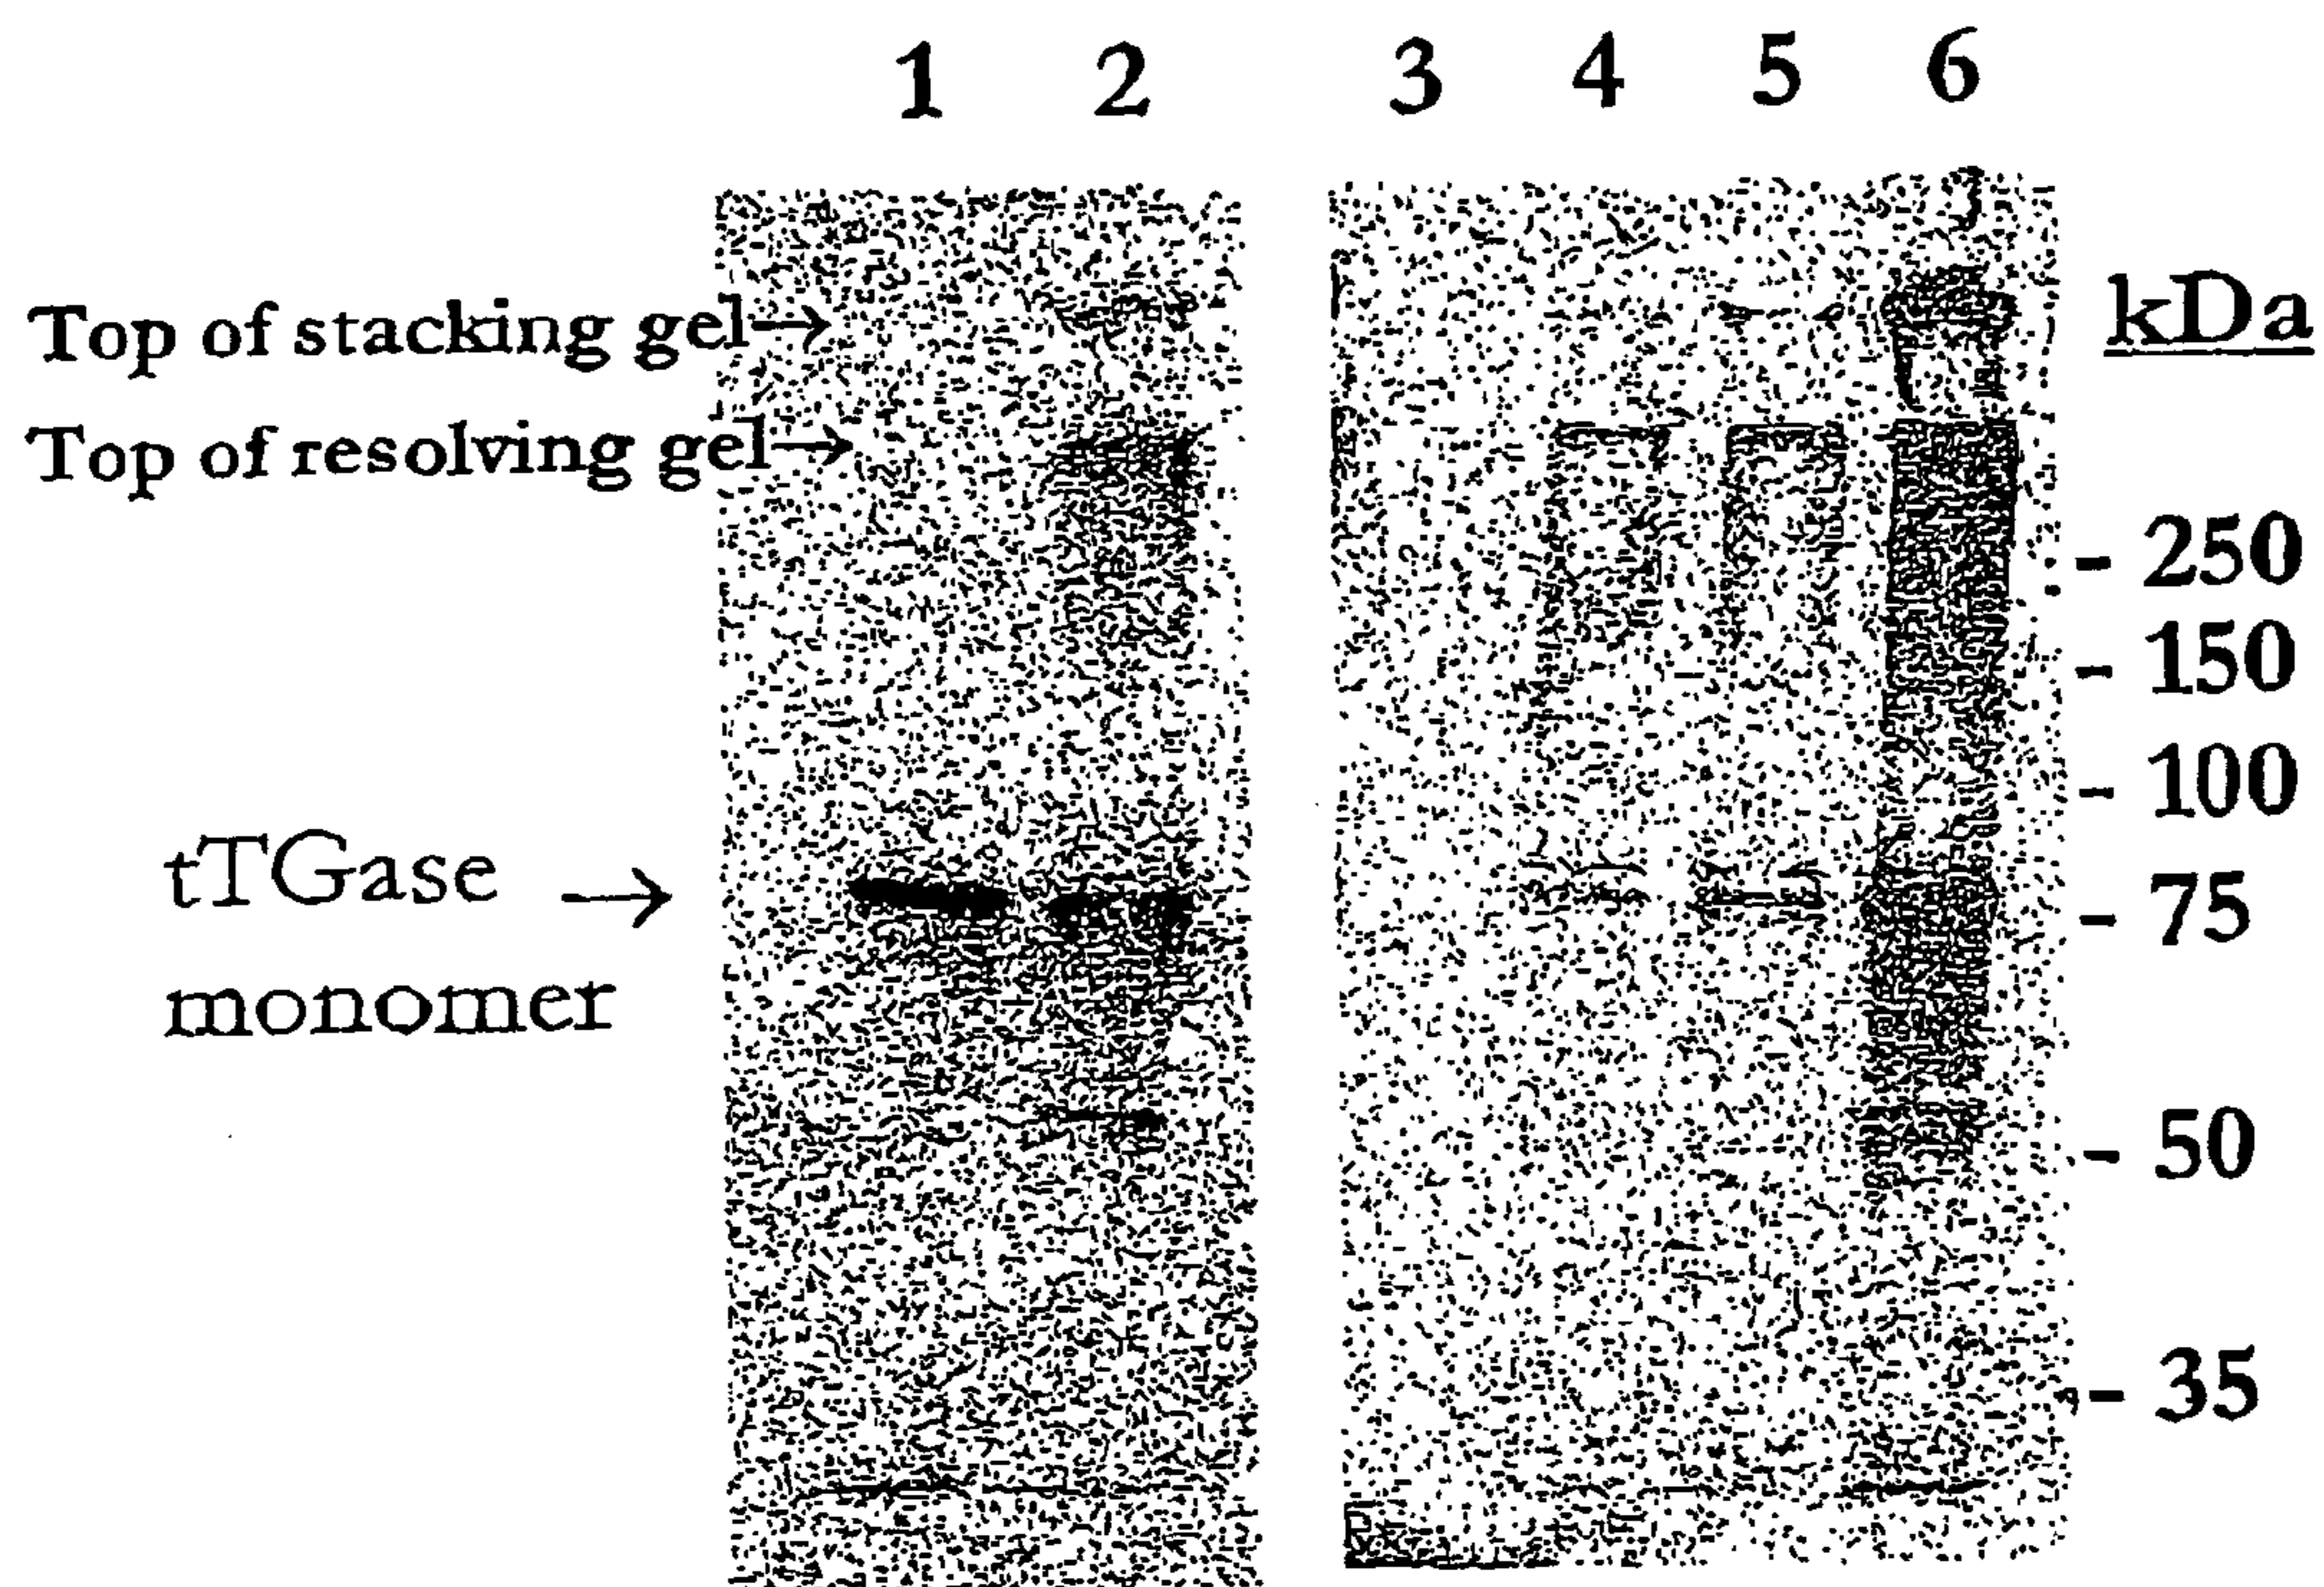 1 2 3 4 5 6
Top of stacking gel→
kDa
Top of resolving gel→
- 250
- 150
- 100
tTGase →
- 75
monomer
- 50
- 35